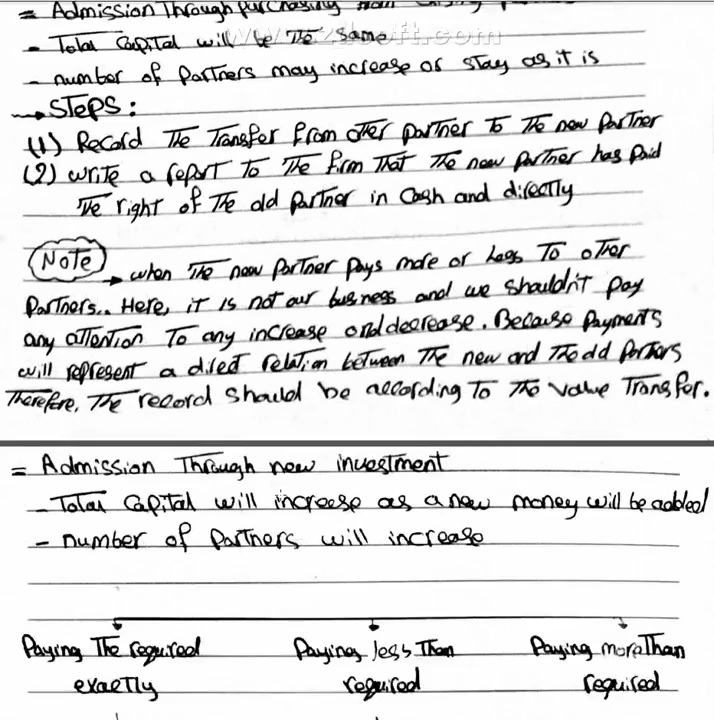 = Admission Through purchasing from
- Total Capital will be The same
- number of Partners may increase or stay as it is
→ STEPS :
(1) Record The Transfer from other partner To The new Partner
(2) write a report To The firm That The new Partner has paid
The right of The old partner in Cash and directly
Note → when The new Partner Pays more or Less To other
Partners.. Here, it is not our business and we shouldn't pay
any attention To any increase and decrease. Because Payments
will represent a direct relation between The new and The old Partners
Therefore, The record should be according To The value Transfer.
= Admission Through new investment
- Total Capital will increase as a new money will be added
- number of Partners will increase
Paying The required Paying less Than Paying more Than
exactly required required